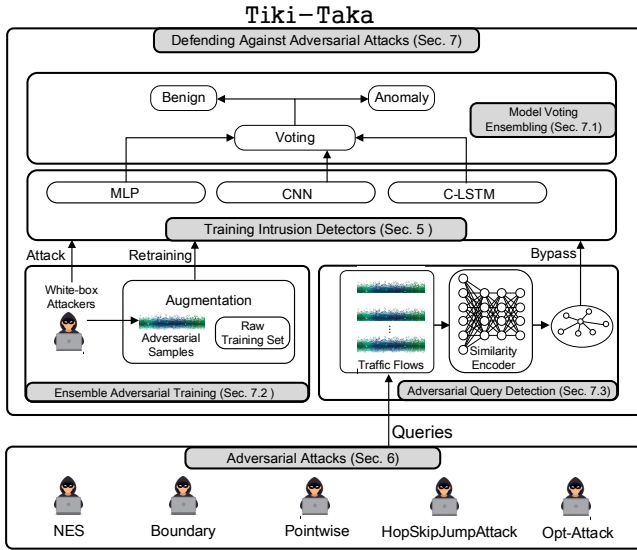 Tiki-Taka
Defending Against Adversarial Attacks (Sec. 7)
Benign
Anomaly
Model Voting
Ensembling (Sec. 7.1)
Voting
MLP
CNN
C-LSTM
Training Intrusion Detectors (Sec. 5 )
Attack
Retraining
Bypass
White-box
Attackers
Augmentation
Adversarial
Samples
Raw
Training Set
Ensemble Adversarial Training (Sec. 7.2 )
Traffic Flows
Similarity
Encoder
Adversarial Query Detection (Sec. 7.3)
Queries
Adversarial Attacks (Sec. 6)
NES
Boundary
Pointwise
HopSkipJumpAttack
Opt-Attack